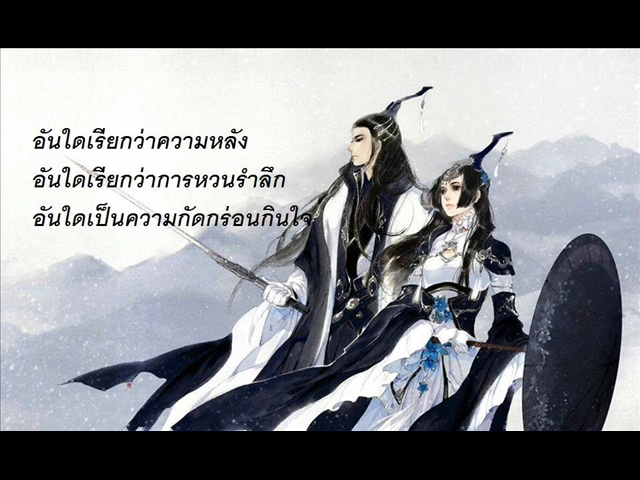 อันใดเรียกว่าความหลัง
อันใดเรียกว่าการหวนรำลึก
อันใดเป็นความกัดกร่อนกินใจ